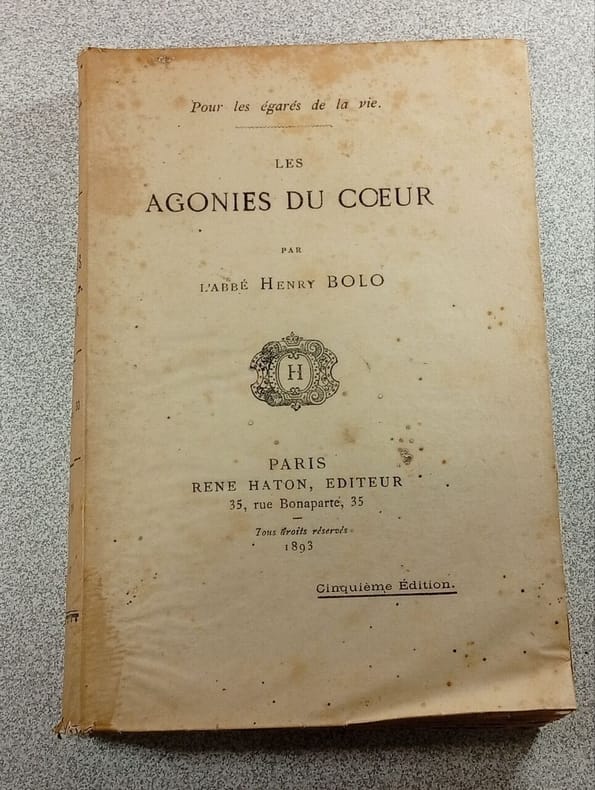 Pour les égarés de la vie.
LES
AGONIES DU CŒUR
PAR
L'ABBÉ HENRY BOLO
H
PARIS
RENE HATON, EDITEUR
35, rue Bonaparte, 35
Tous droits réservés
1893
Cinquième Édition.